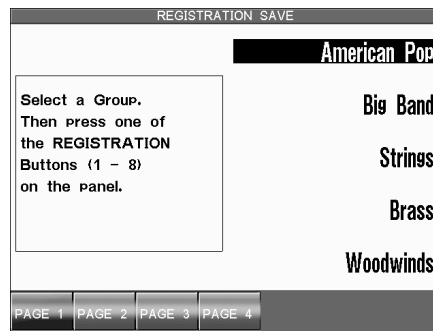 REGISTRATION SAVE
American Pop
Select a Group.
Then press one of
the REGISTRATION
Buttons (1 - 8)
on the panel.
Big Band
Strings
Brass
Woodwinds
PAGE 1 PAGE 2 PAGE 3 PAGE 4